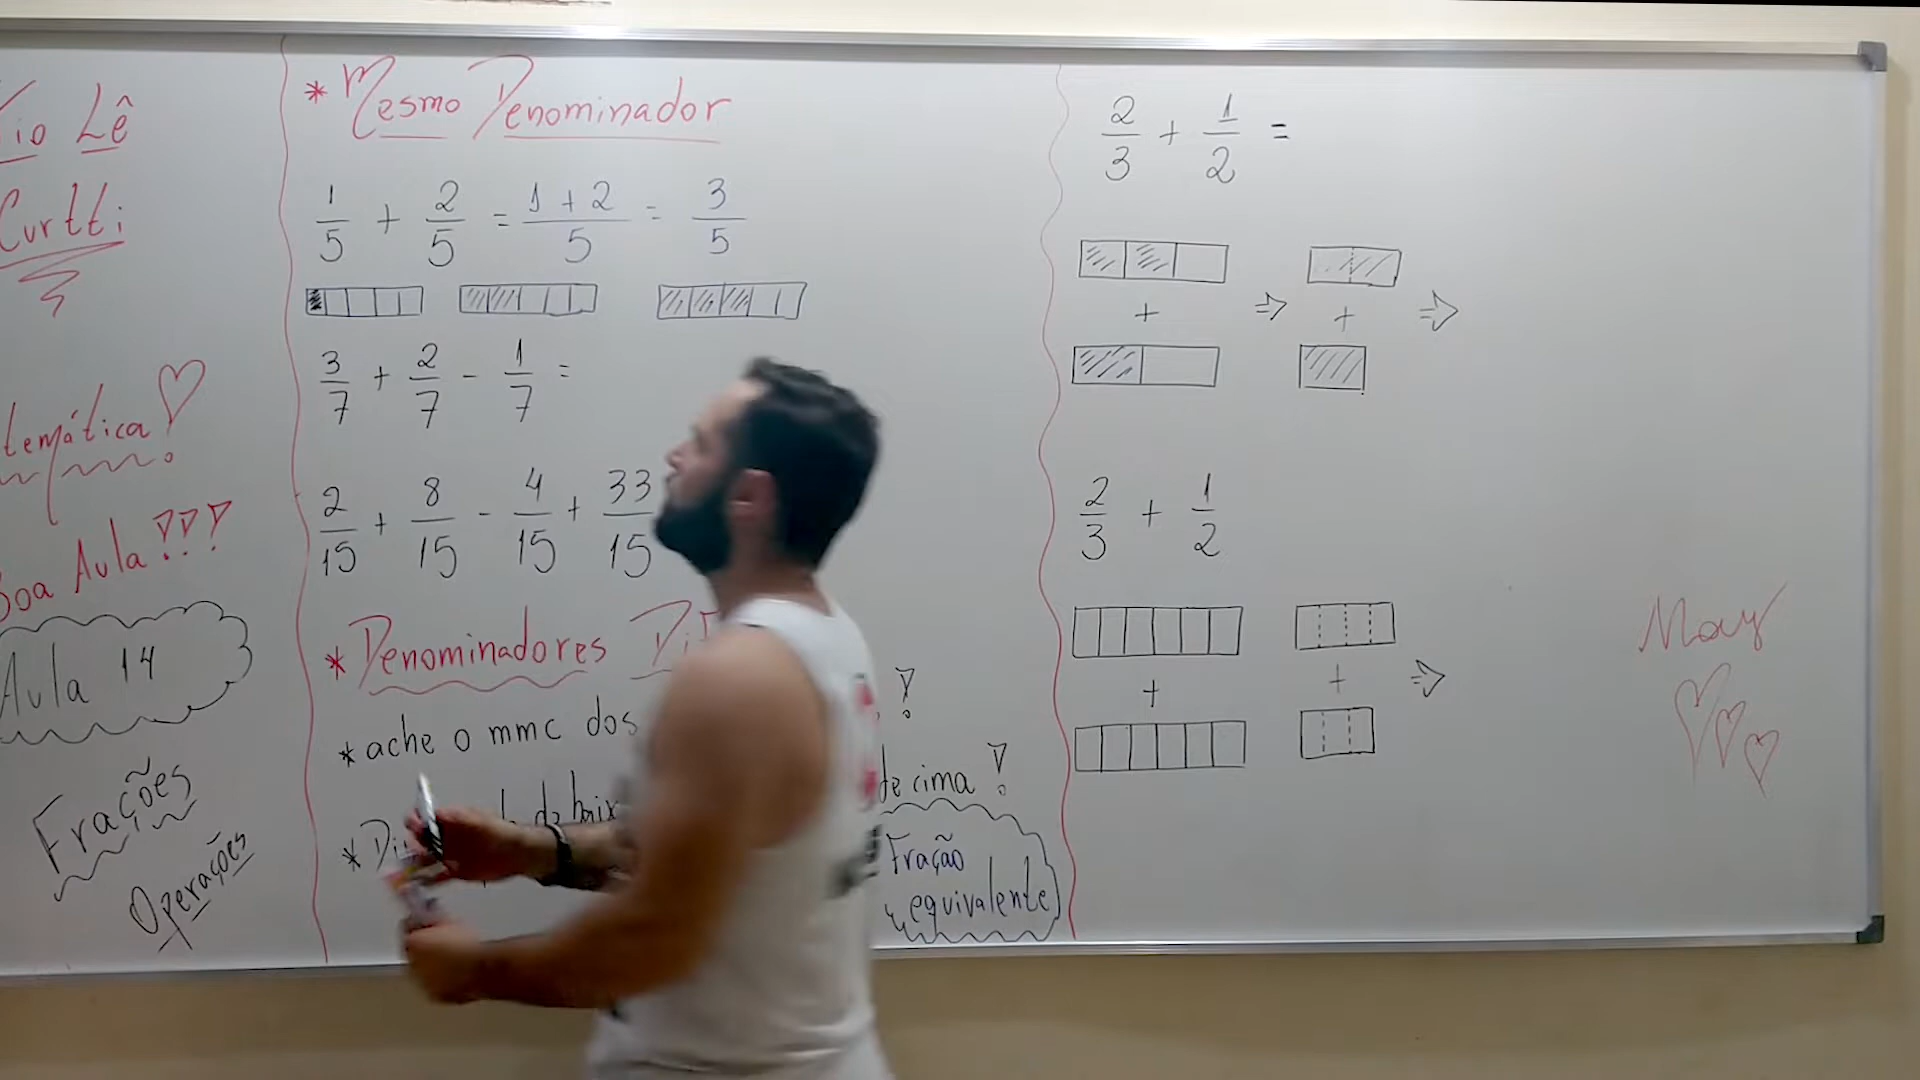 Lê
Curtti
Boa Aula!!!
Aula 14
Frações
Operações
* Mesmo Denominador
1/5 + 2/5 = 1+2/5 = 3/5
3/7 + 2/7 - 1/7 =
2/15 + 8/15 - 4/15 + 33/15
* Denominadores
* ache o mmc dos !
de cima!
Fração
equivalente
2/3 + 1/2 =
+ ⇒ + ⇒
2/3 + 1/2
+ + ⇒
May